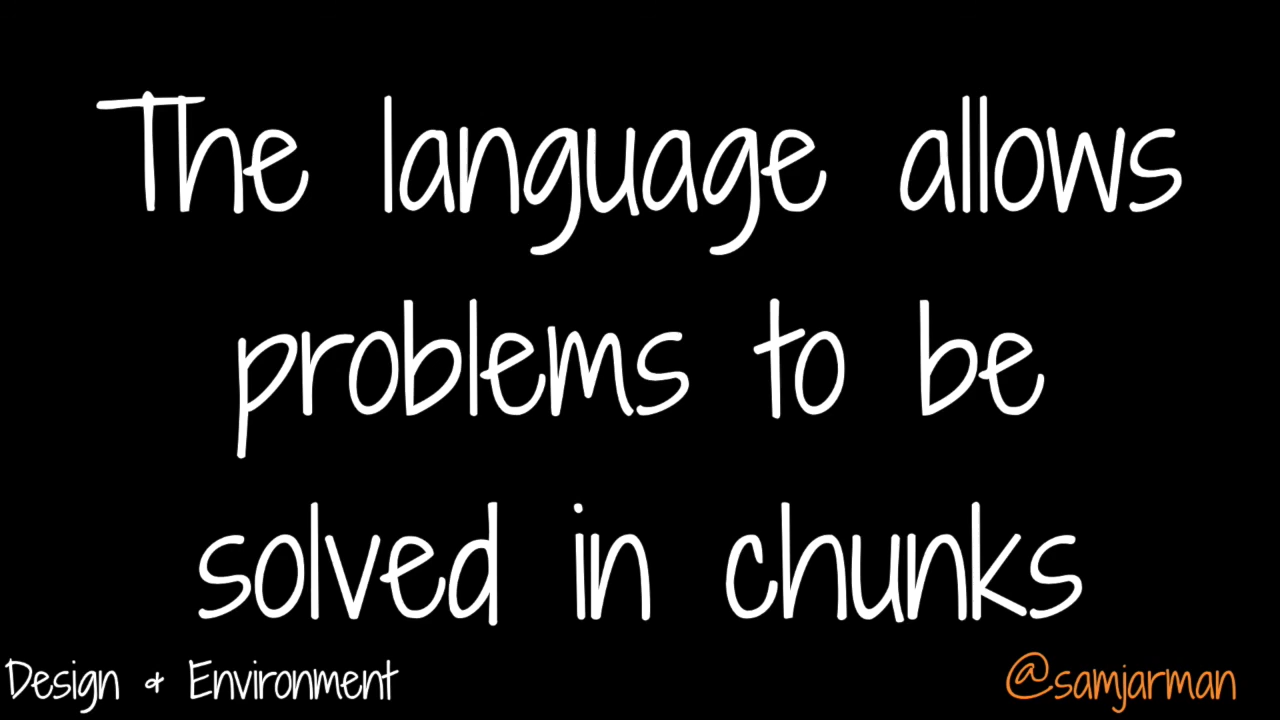 The language allows
problems to be
solved in chunks
Design & Environment
@samjarman